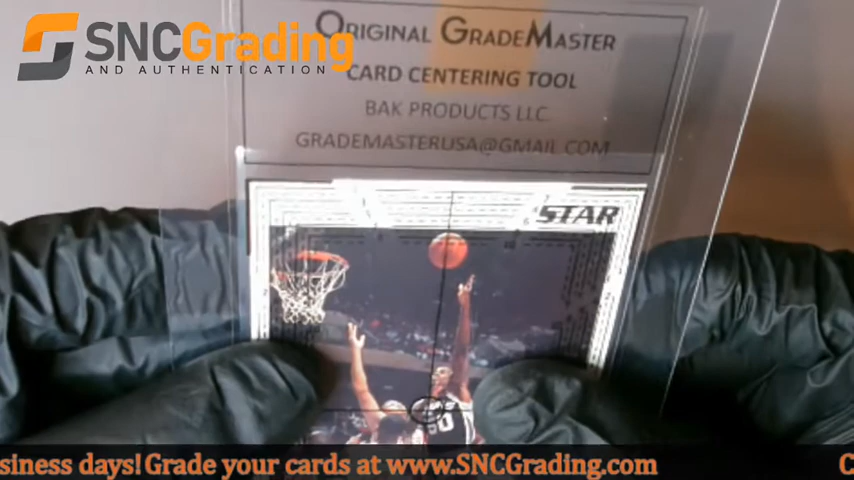 SNCGrading
AND AUTHENTICATION
ORIGINAL GRADEMASTER
CARD CENTERING TOOL
BAK PRODUCTS LLC.
GRADEMASTERUSA@GMAIL.COM
STAR
50
siness days! Grade your cards at www.SNCGrading.com C